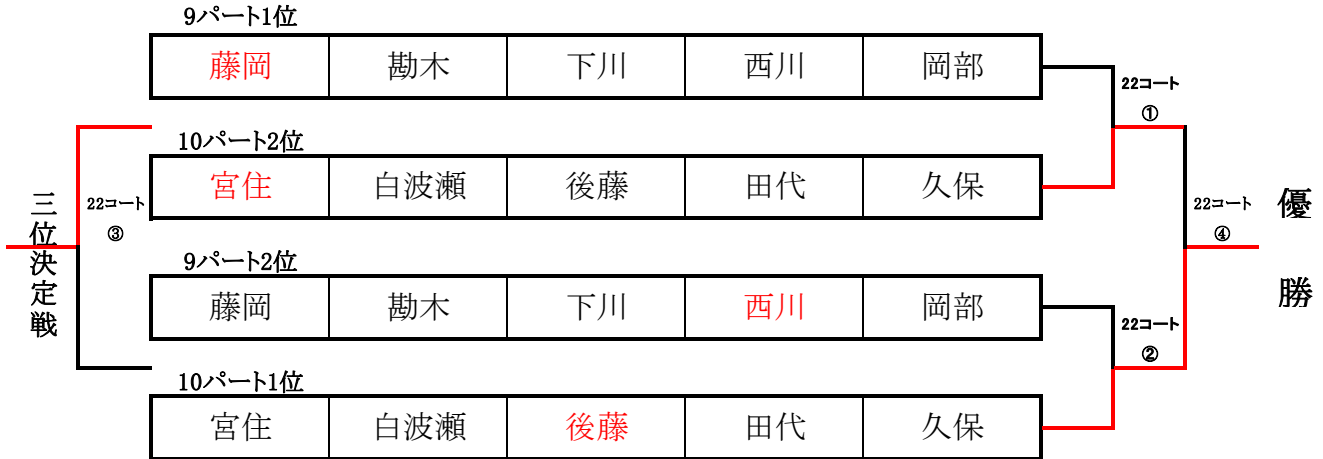 9パート1位
藤岡 勘木 下川 西川 岡部
22コート
①
10パート2位
宮住 白波瀬 後藤 田代 久保
三位決定戦
22コート
③
22コート
④
優勝
9パート2位
藤岡 勘木 下川 西川 岡部
22コート
②
10パート1位
宮住 白波瀬 後藤 田代 久保